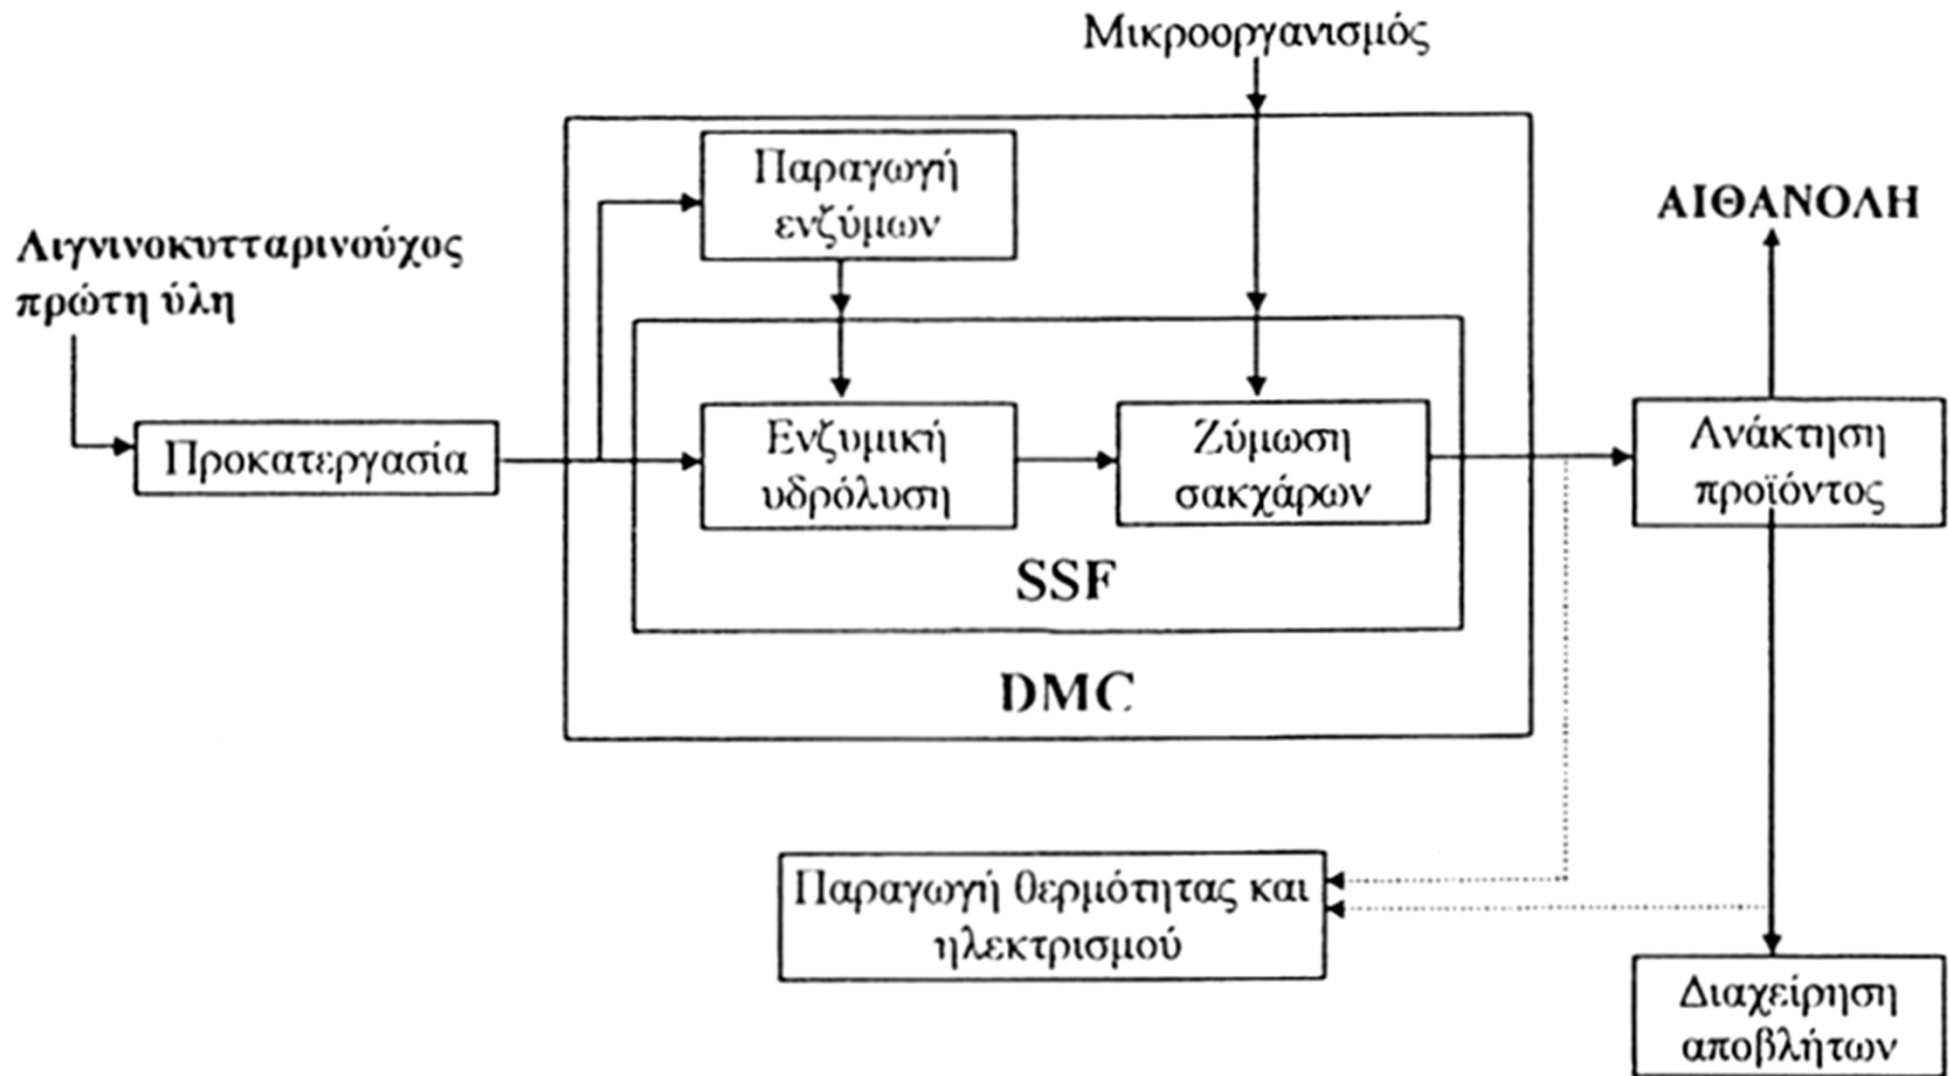 Μικροοργανισμός
Παραγωγή
ενζύμων
ΑΙΘΑΝΟΛΗ
Λιγνινοκυτταρινούχος
πρώτη ύλη
Προκατεργασία
Ενζυμική
υδρόλυση
Ζύμωση
σακχάρων
Ανάκτηση
προϊόντος
SSF
DMC
Παραγωγή θερμότητας και
ηλεκτρισμού
Διαχείρηση
αποβλήτων